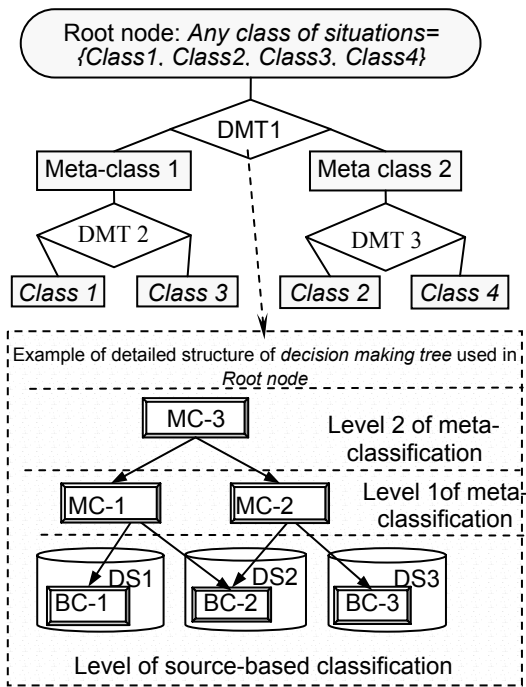 Root node: Any class of situations=
{Class1, Class2, Class3, Class4}
DMT1
Meta-class 1
Meta class 2
DMT 2
DMT 3
Class 1
Class 3
Class 2
Class 4
Example of detailed structure of decision making tree used in
Root node
MC-3
Level 2 of meta-
classification
MC-1
MC-2
Level 1of meta-
classification
DS1
DS2
DS3
BC-1
BC-2
BC-3
Level of source-based classification